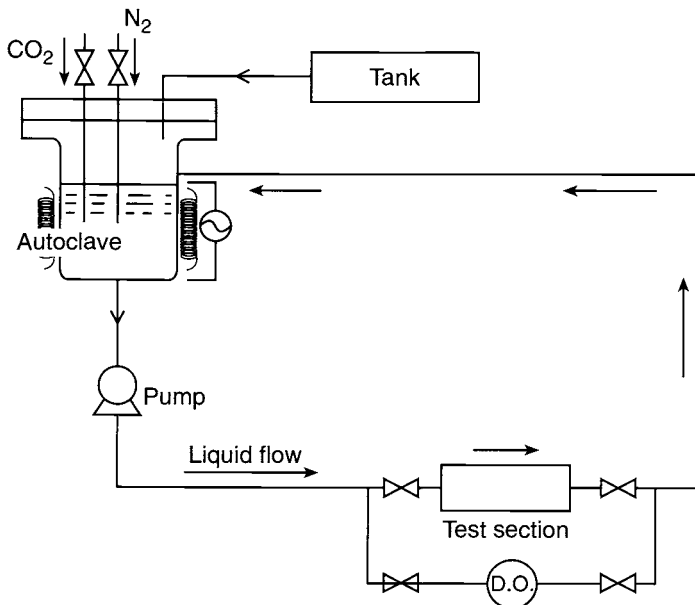 N₂
CO₂
Tank
Autoclave
Pump
Liquid flow
Test section
D.O.